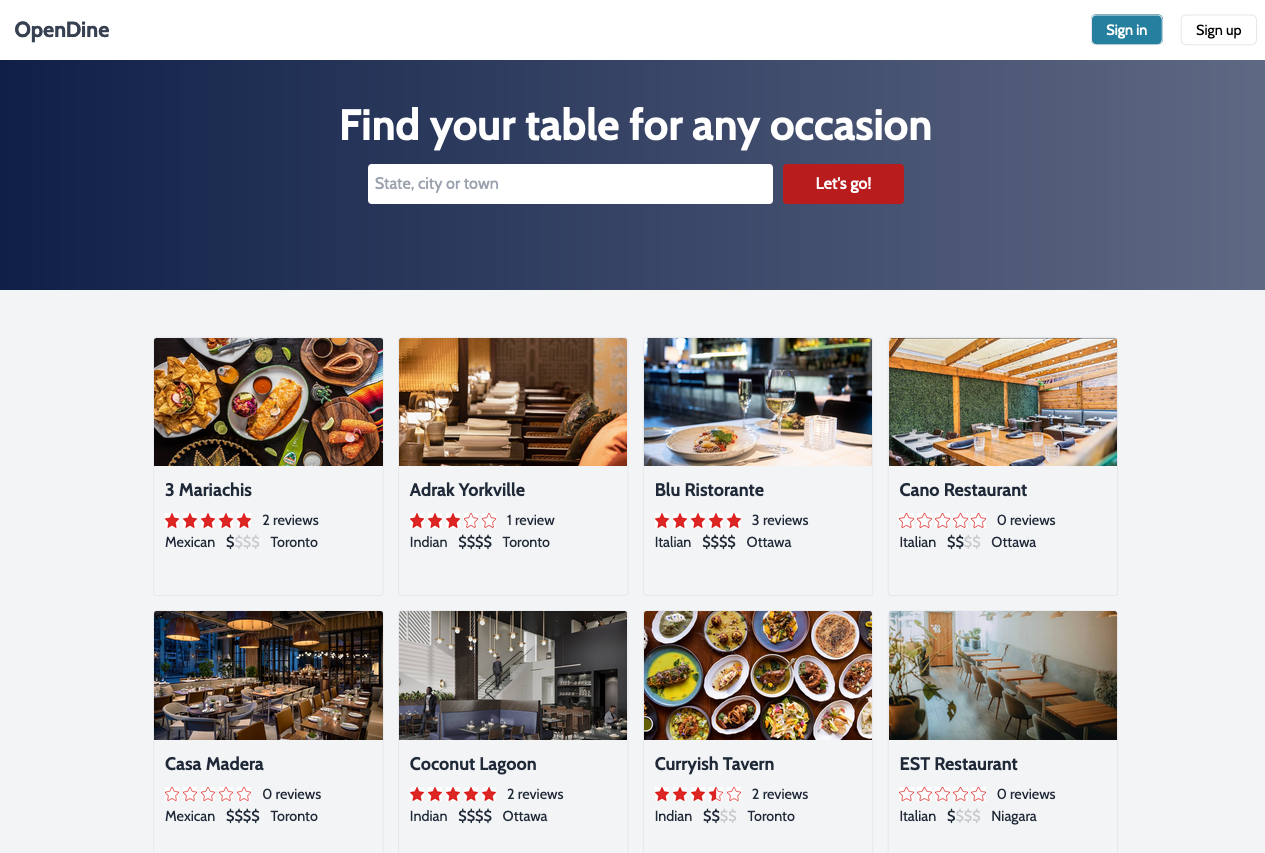 OpenDine
Sign in
Sign up
Find your table for any occasion
State, city or town
Let's go!
3 Mariachis
2 reviews
Mexican $$$$ Toronto
Adrak Yorkville
1 review
Indian $$$$ Toronto
Blu Ristorante
3 reviews
Italian $$$$ Ottawa
Cano Restaurant
0 reviews
Italian $$$$ Ottawa
Casa Madera
0 reviews
Mexican $$$$ Toronto
Coconut Lagoon
2 reviews
Indian $$$$ Ottawa
Curryish Tavern
2 reviews
Indian $$$$ Toronto
EST Restaurant
0 reviews
Italian $$$$ Niagara